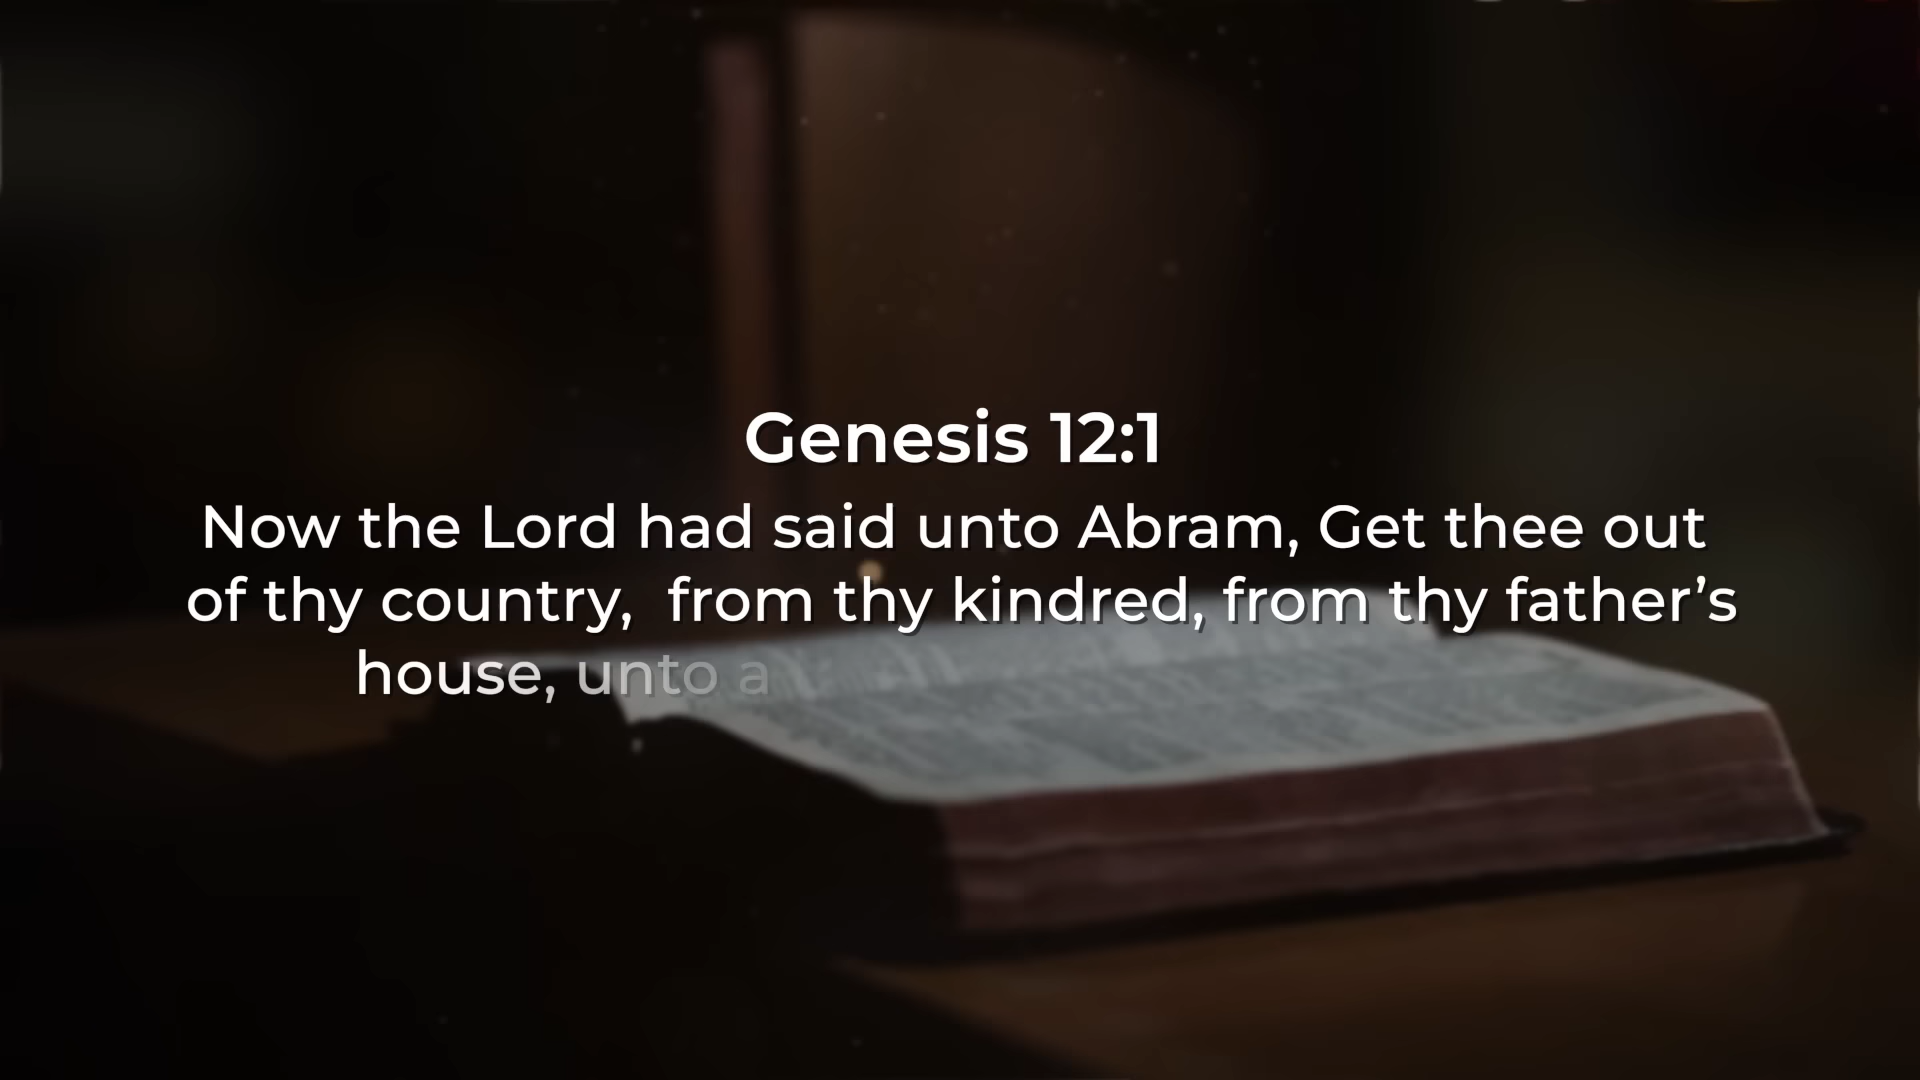 Genesis 12:1
Now the Lord had said unto Abram, Get thee out
of thy country,  from thy kindred, from thy father’s
house, unto a